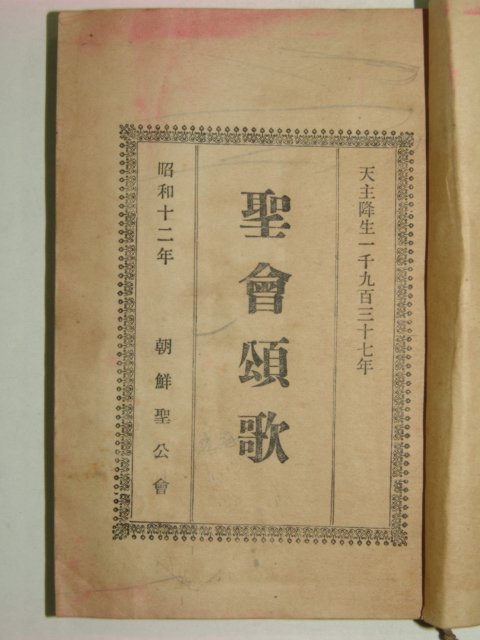 天主降生一千九百三十七年
聖會頌歌
昭和十二年 朝鮮聖公會